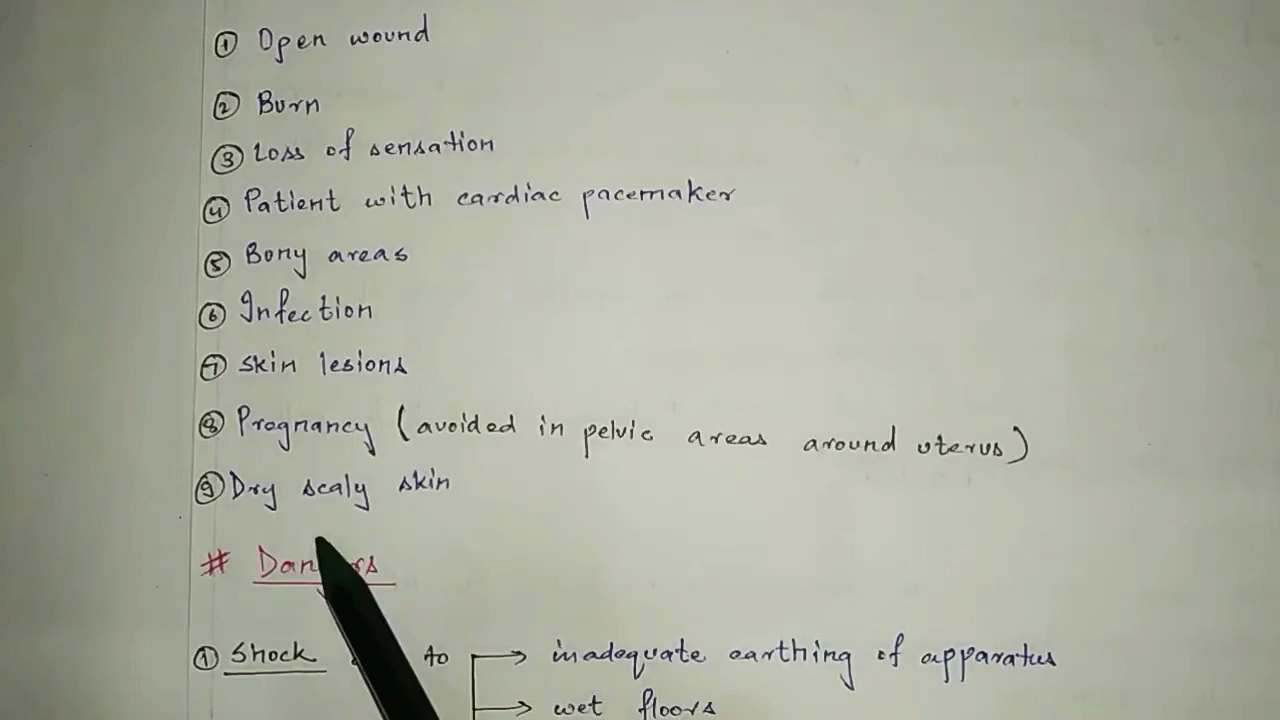 ① Open wound
② Burn
③ Loss of sensation
④ Patient with cardiac pacemaker
⑤ Bony areas
⑥ Infection
⑦ Skin lesions
⑧ Pregnancy (avoided in pelvic areas around uterus)
⑨ Dry scaly skin
#
① Shock to → inadequate earthing of apparatus
→ wet floors